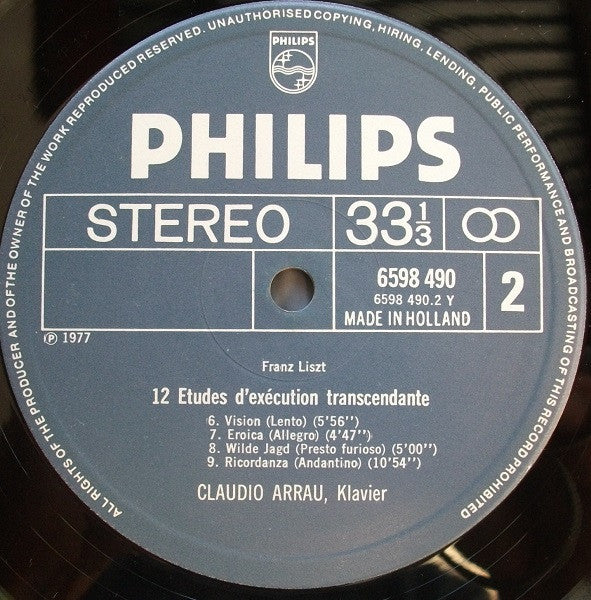 ALL RIGHTS OF THE PRODUCER AND OF THE OWNER OF THE WORK REPRODUCED RESERVED. UNAUTHORISED COPYING, HIRING, LENDING, PUBLIC PERFORMANCE AND BROADCASTING OF THIS RECORD PROHIBITED
PHILIPS
PHILIPS
STEREO 33 1/3 ∞
6598 490
6598 490.2 Y
MADE IN HOLLAND
2
Ⓟ 1977
Franz Liszt
12 Etudes d'exécution transcendante
6. Vision (Lento) (5'56'')
7. Eroica (Allegro) (4'47'')
8. Wilde Jagd (Presto furioso) (5'00'')
9. Ricordanza (Andantino) (10'54'')
CLAUDIO ARRAU, Klavier